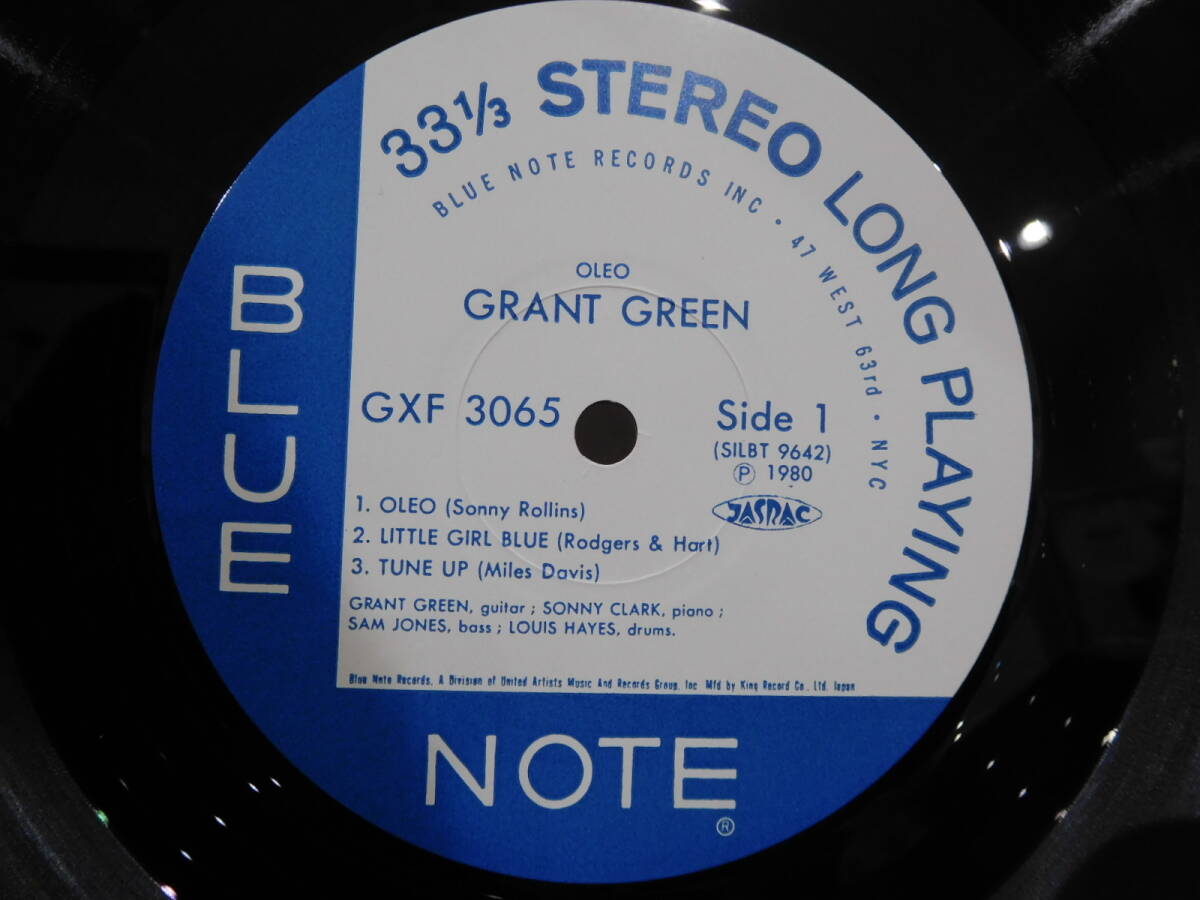 33⅓ STEREO LONG PLAYING
BLUE NOTE RECORDS INC · 47 WEST 63rd · NYC
OLEO
GRANT GREEN
GXF 3065
Side 1
(SILBT 9642)
Ⓟ 1980
JASRAC
1. OLEO (Sonny Rollins)
2. LITTLE GIRL BLUE (Rodgers & Hart)
3. TUNE UP (Miles Davis)
GRANT GREEN, guitar ; SONNY CLARK, piano ;
SAM JONES, bass ; LOUIS HAYES, drums.
Blue Note Records, A Division of United Artists Music And Records Group, Inc Mfd by King Record Co., Ltd. Japan
BLUE
NOTE
®